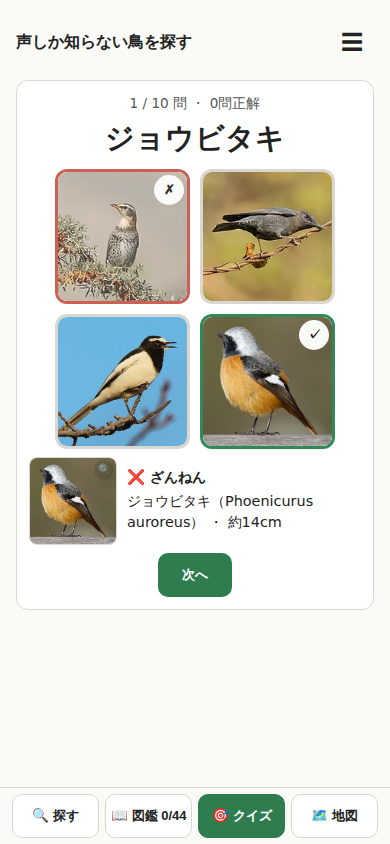 声しか知らない鳥を探す
☰
1 / 10 問 ・ 0問正解
ジョウビタキ
✗
✓
❌ ざんねん
ジョウビタキ（Phoenicurus
auroreus） ・ 約14cm
次へ
🔍 探す
📖 図鑑 0/44
🎯 クイズ
🗺️ 地図